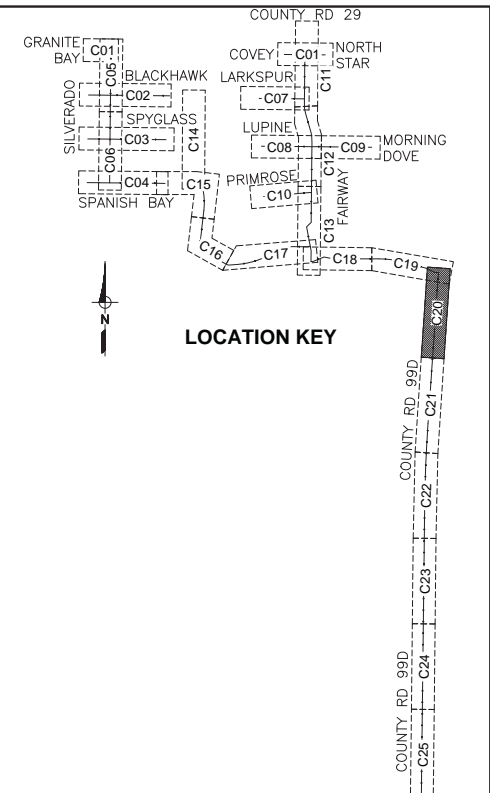 COUNTY RD 29
GRANITE
BAY
C01
COVEY
C01
NORTH
STAR
C05
BLACKHAWK
LARKSPUR
C11
SILVERADO
C02
C07
SPYGLASS
C14
LUPINE
C03
C08
C12
C09
MORNING
DOVE
C06
PRIMROSE
C04
C15
C10
FAIRWAY
SPANISH BAY
C13
C16
C17
C18
C19
N
LOCATION KEY
C20
COUNTY RD 99D
C21
C22
C23
COUNTY RD 99D
C24
C25